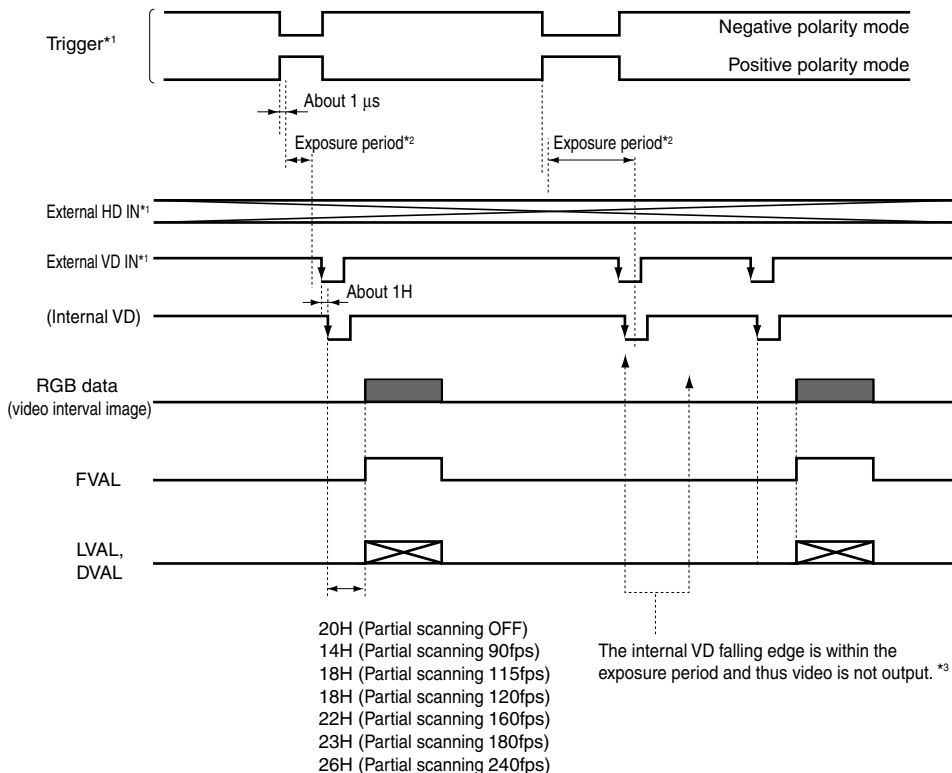 Negative polarity mode
Trigger*1
Positive polarity mode
About 1 µs
Exposure period*2
Exposure period*2
External HD IN*1
External VD IN*1
About 1H
(Internal VD)
RGB data
(video interval image)
FVAL
LVAL,
DVAL
20H (Partial scanning OFF)
14H (Partial scanning 90fps)
18H (Partial scanning 115fps)
18H (Partial scanning 120fps)
22H (Partial scanning 160fps)
23H (Partial scanning 180fps)
26H (Partial scanning 240fps)
The internal VD falling edge is within the
exposure period and thus video is not output. *3